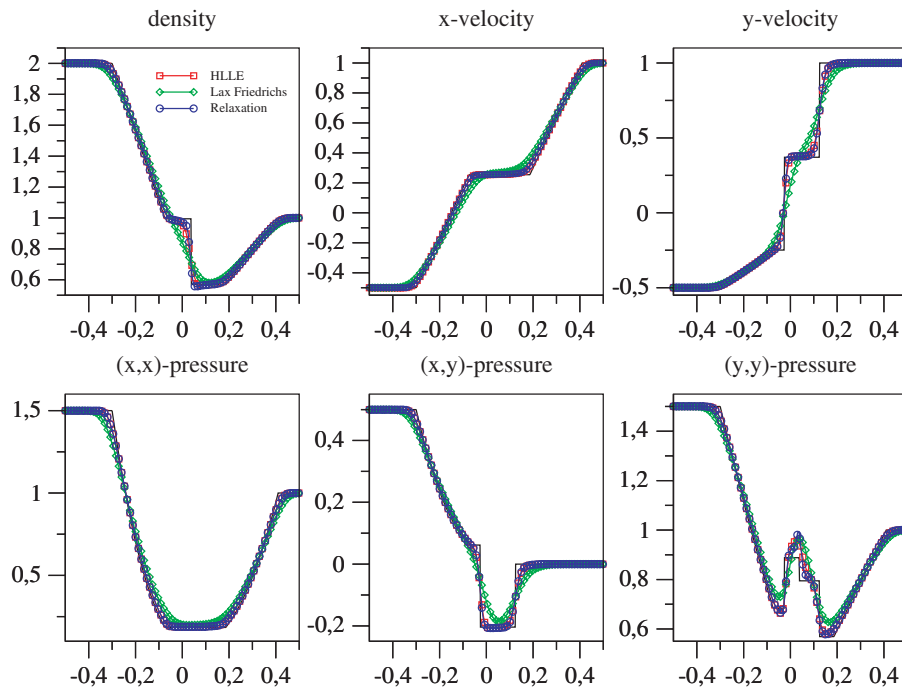 density
x-velocity
y-velocity
2
1,8
1,6
1,4
1,2
1
0,8
0,6
HLLE
Lax Friedrichs
Relaxation
-0,4 -0,2 0 0,2 0,4
1
0,8
0,6
0,4
0,2
0
-0,2
-0,4
-0,4 -0,2 0 0,2 0,4
1
0,5
0
-0,5
-0,4 -0,2 0 0,2 0,4
(x,x)-pressure
(x,y)-pressure
(y,y)-pressure
1,5
1
0,5
-0,4 -0,2 0 0,2 0,4
0,4
0,2
0
-0,2
-0,4 -0,2 0 0,2 0,4
1,4
1,2
1
0,8
0,6
-0,4 -0,2 0 0,2 0,4